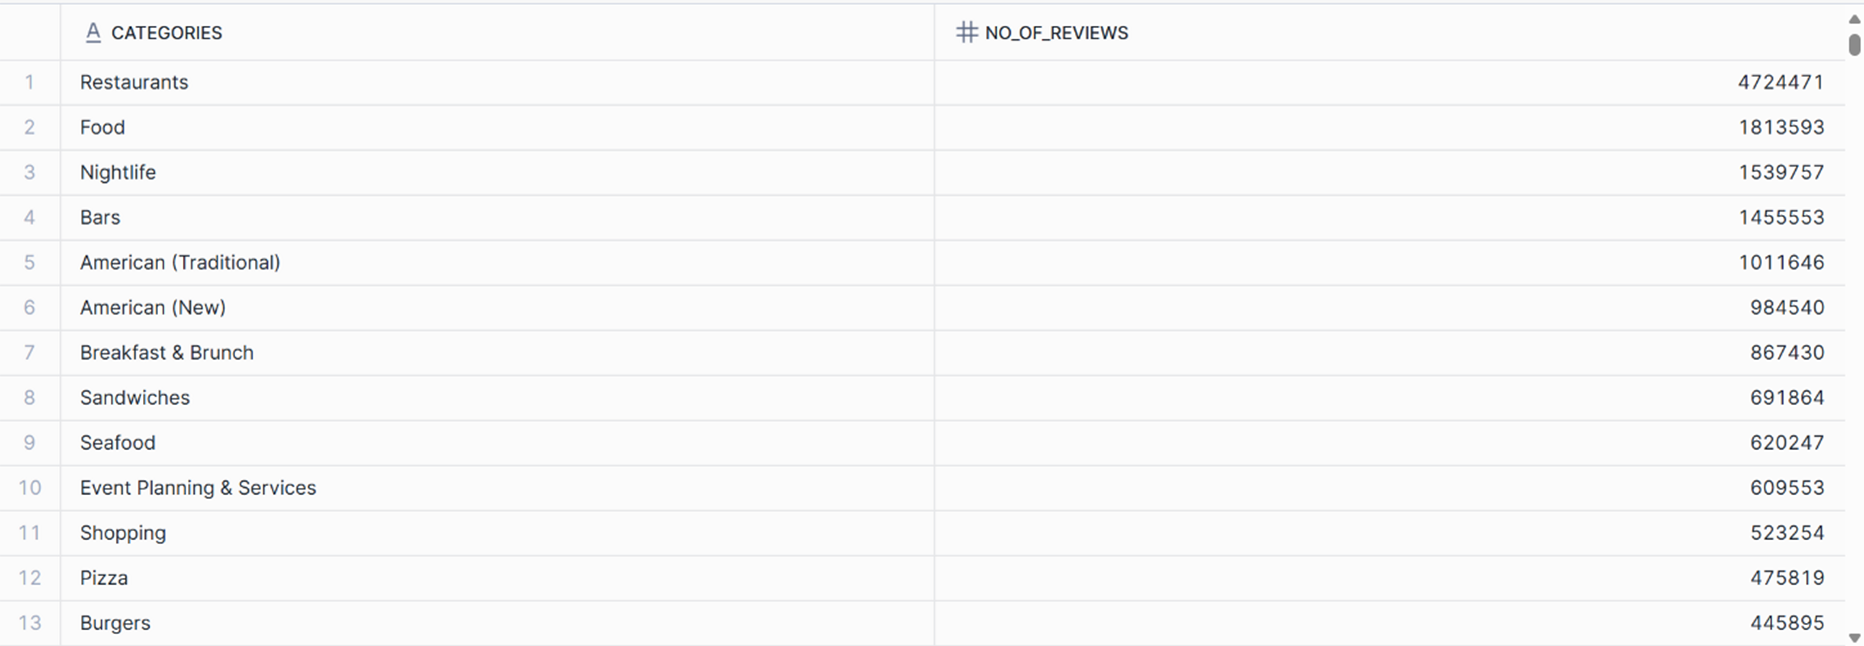 CATEGORIES NO_OF_REVIEWS
1 Restaurants 4724471
2 Food 1813593
3 Nightlife 1539757
4 Bars 1455553
5 American (Traditional) 1011646
6 American (New) 984540
7 Breakfast & Brunch 867430
8 Sandwiches 691864
9 Seafood 620247
10 Event Planning & Services 609553
11 Shopping 523254
12 Pizza 475819
13 Burgers 445895